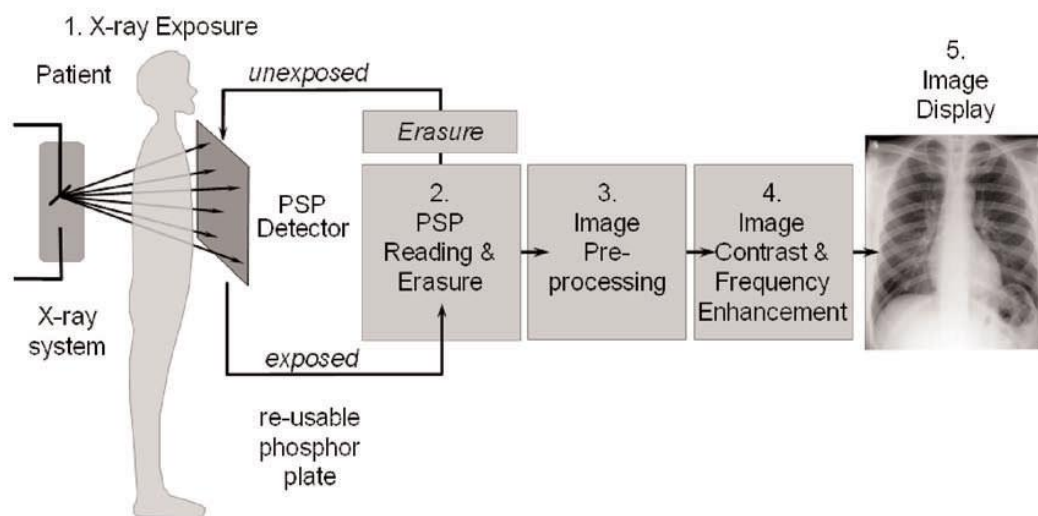 1. X-ray Exposure
Patient
X-ray
system
unexposed
PSP
Detector
exposed
re-usable
phosphor
plate
Erasure
2.
PSP
Reading &
Erasure
3.
Image
Pre-
processing
4.
Image
Contrast &
Frequency
Enhancement
5.
Image
Display